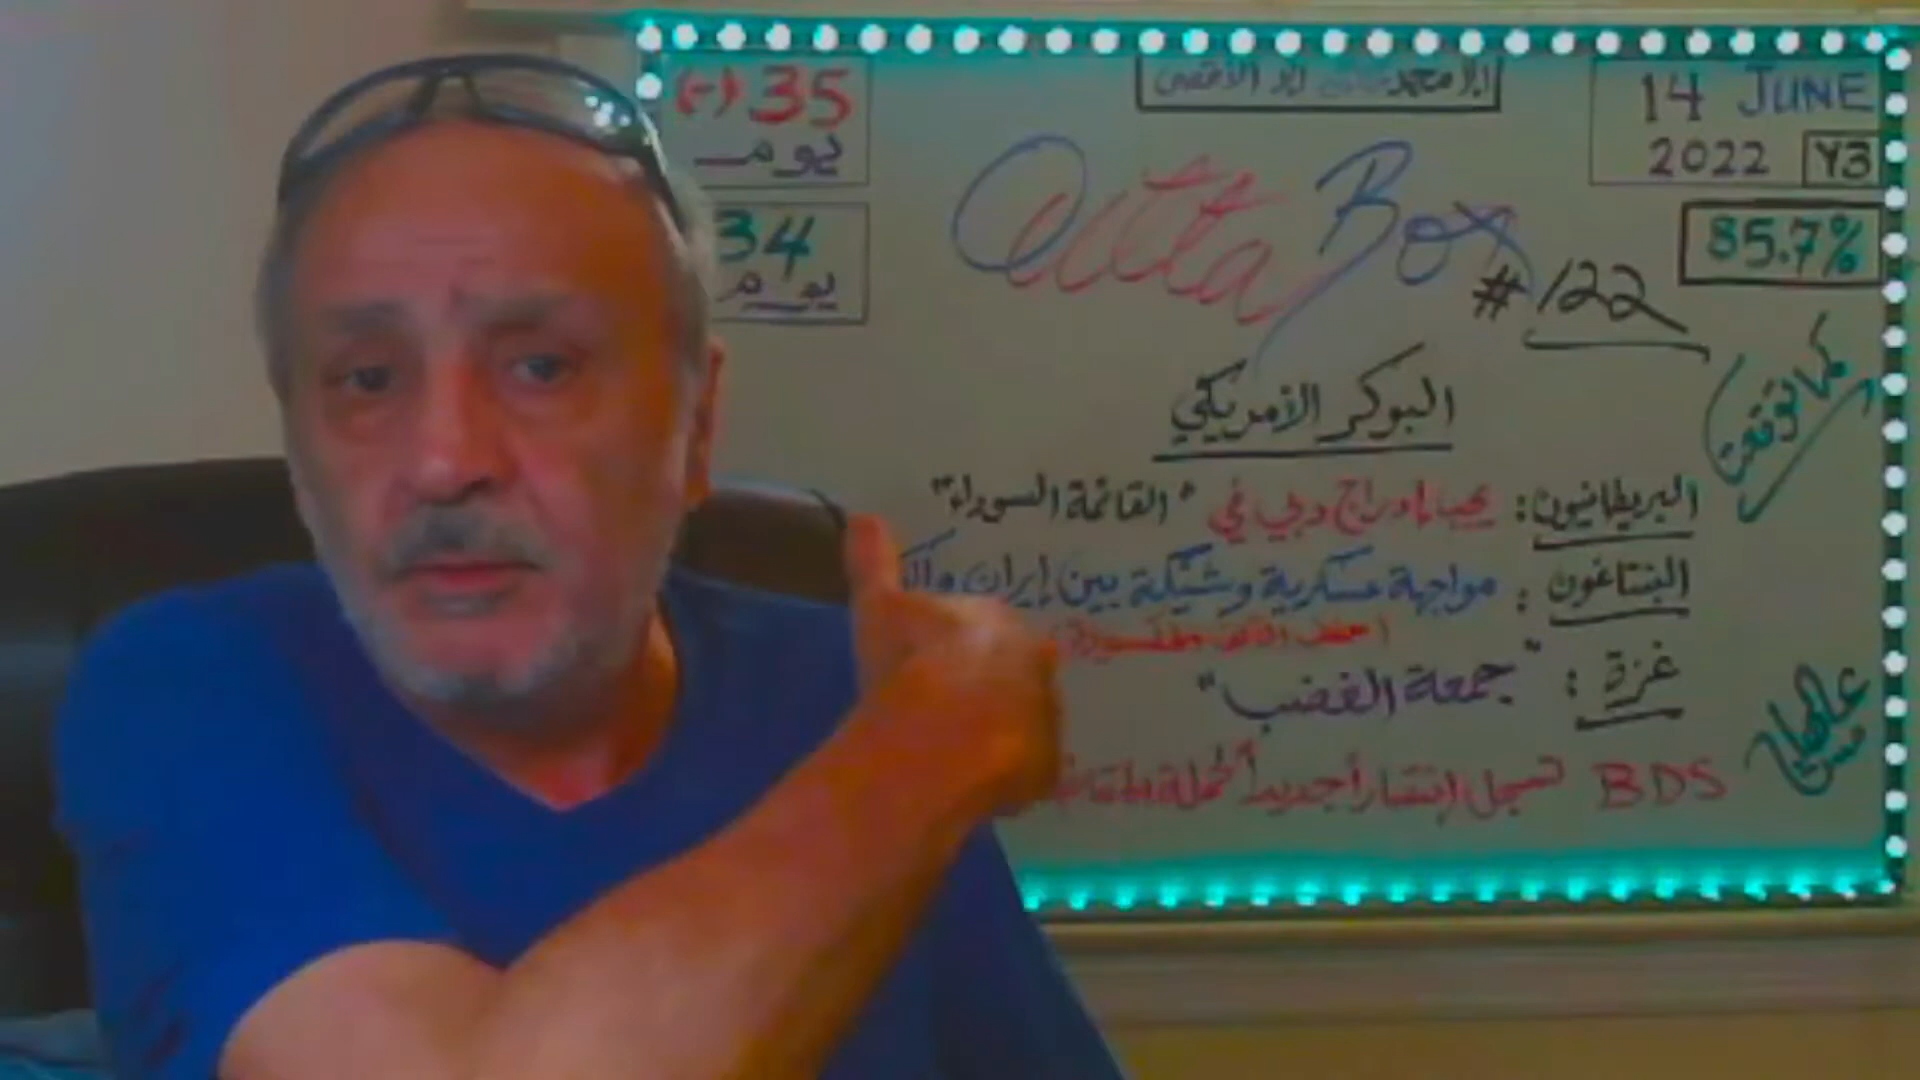 (-) 35
يوم
34
يوم
14 JUNE
2022 Y3
85.7%
Outta Box
#122
كما توقعت
البوكر الأمريكي
البريطانيون: يجب إدراج دبي في "القائمة السوداء"
البنتاغون: مواجهة عسكرية وشيكة بين إيران
غزة: "جمعة الغضب"
BDS تسجل إنتصاراً جديداً